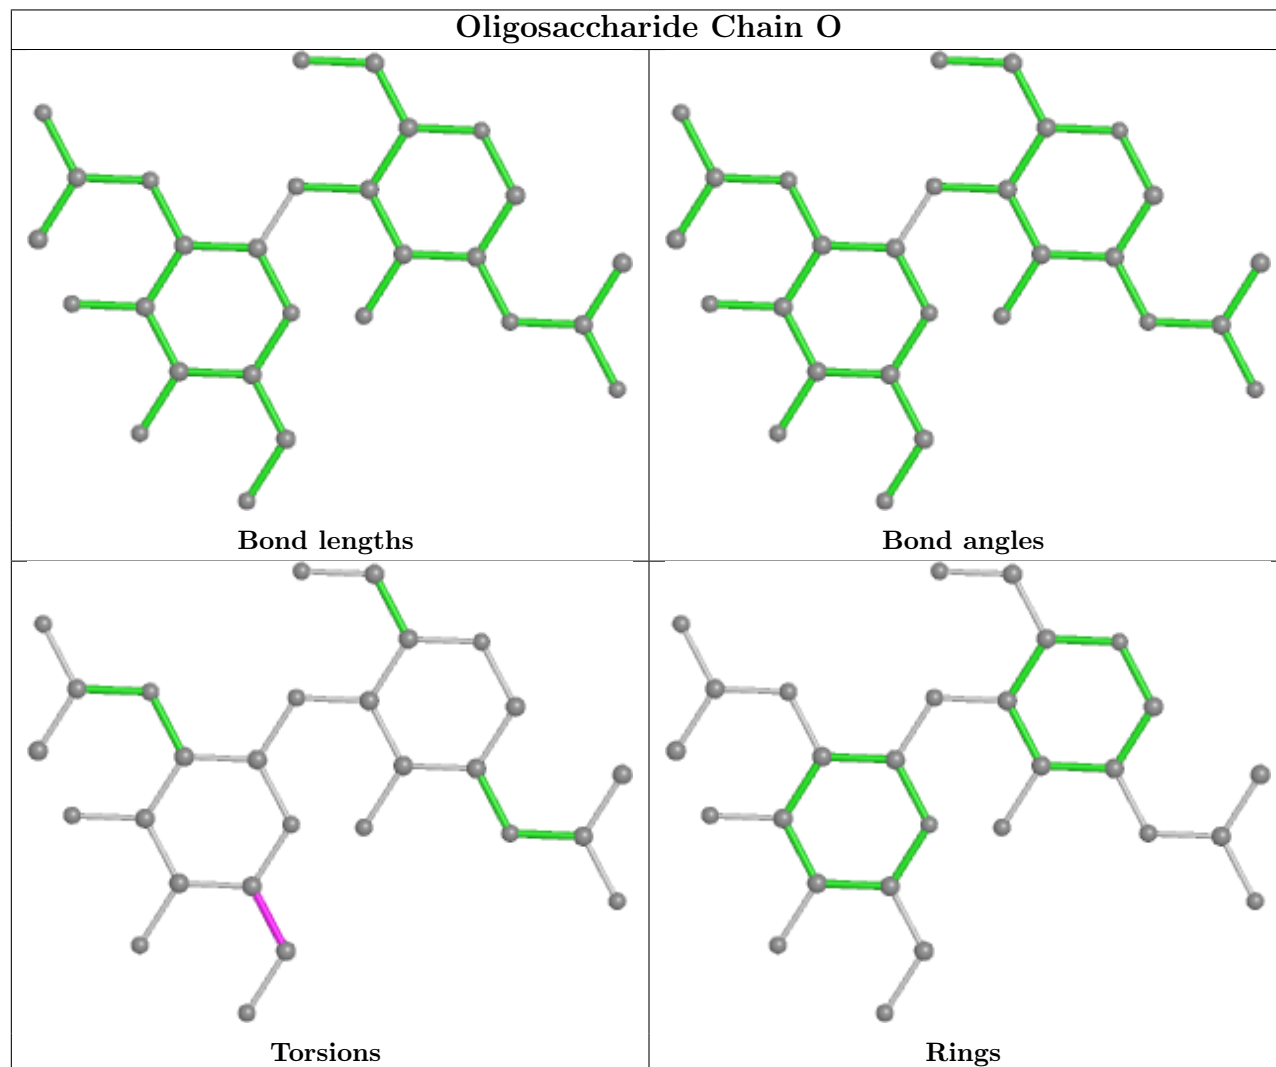 Oligosaccharide Chain O
Bond lengths
Bond angles
Torsions
Rings